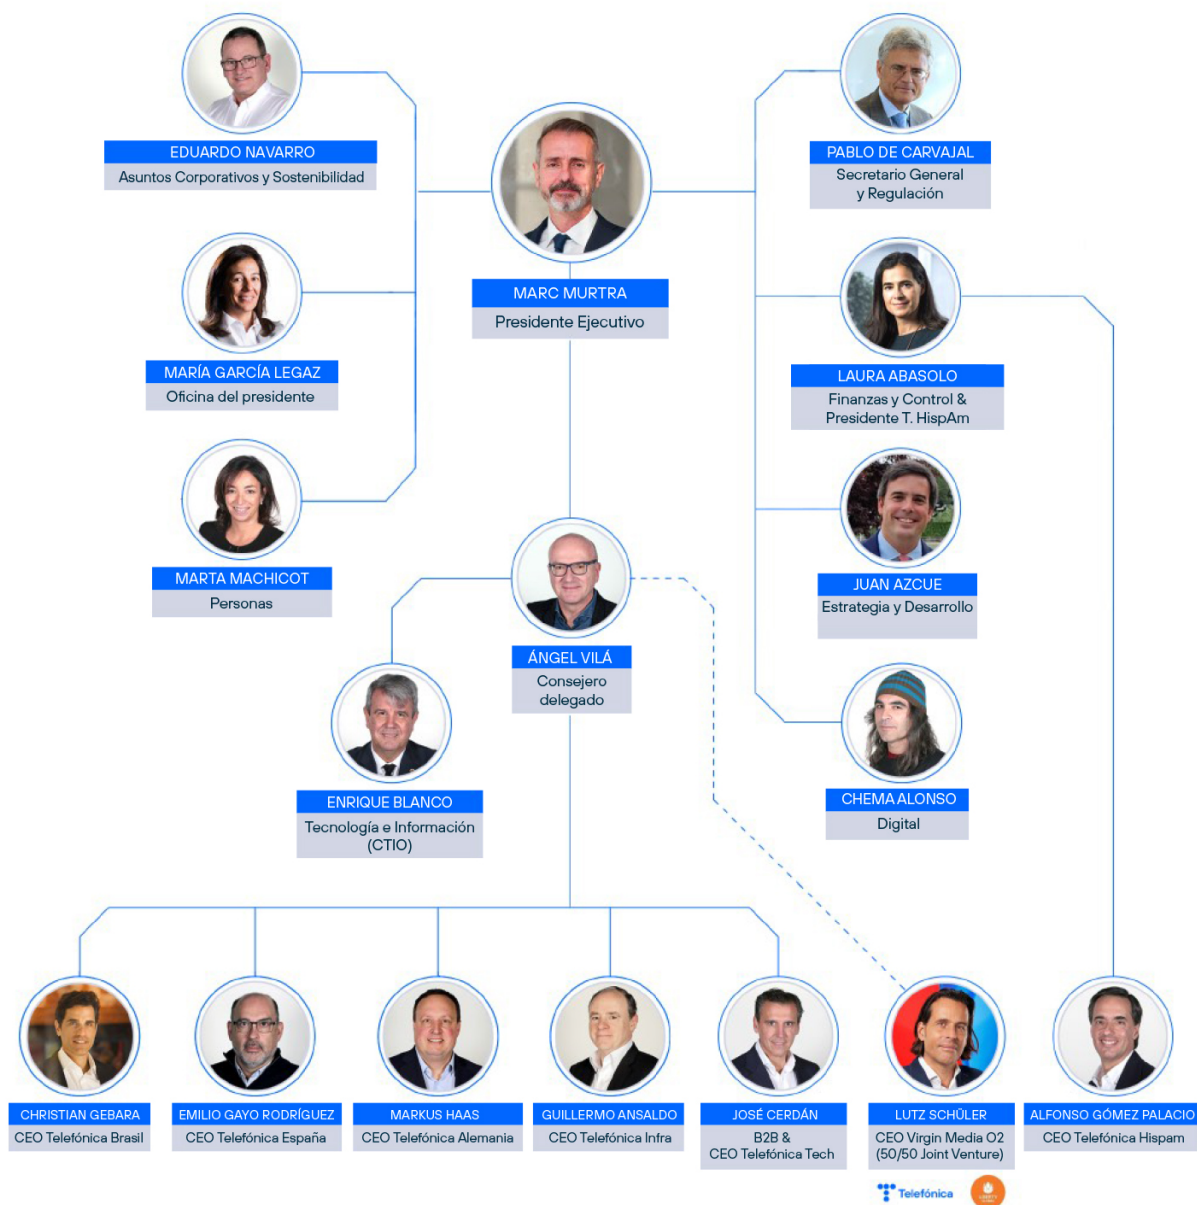 EDUARDO NAVARRO
Asuntos Corporativos y Sostenibilidad
PABLO DE CARVAJAL
Secretario General
y Regulación
MARC MURTRA
Presidente Ejecutivo
MARÍA GARCÍA LEGAZ
Oficina del presidente
LAURA ABASOLO
Finanzas y Control &
Presidente T. HispAm
MARTA MACHICOT
Personas
JUAN AZCUE
Estrategia y Desarrollo
ÁNGEL VILÁ
Consejero
delegado
ENRIQUE BLANCO
Tecnología e Información
(CTIO)
CHEMA ALONSO
Digital
CHRISTIAN GEBARA
CEO Telefónica Brasil
EMILIO GAYO RODRÍGUEZ
CEO Telefónica España
MARKUS HAAS
CEO Telefónica Alemania
GUILLERMO ANSALDO
CEO Telefónica Infra
JOSÉ CERDÁN
B2B &
CEO Telefónica Tech
LUTZ SCHÜLER
CEO Virgin Media O2
(50/50 Joint Venture)
ALFONSO GÓMEZ PALACIO
CEO Telefónica Hispam
Telefónica